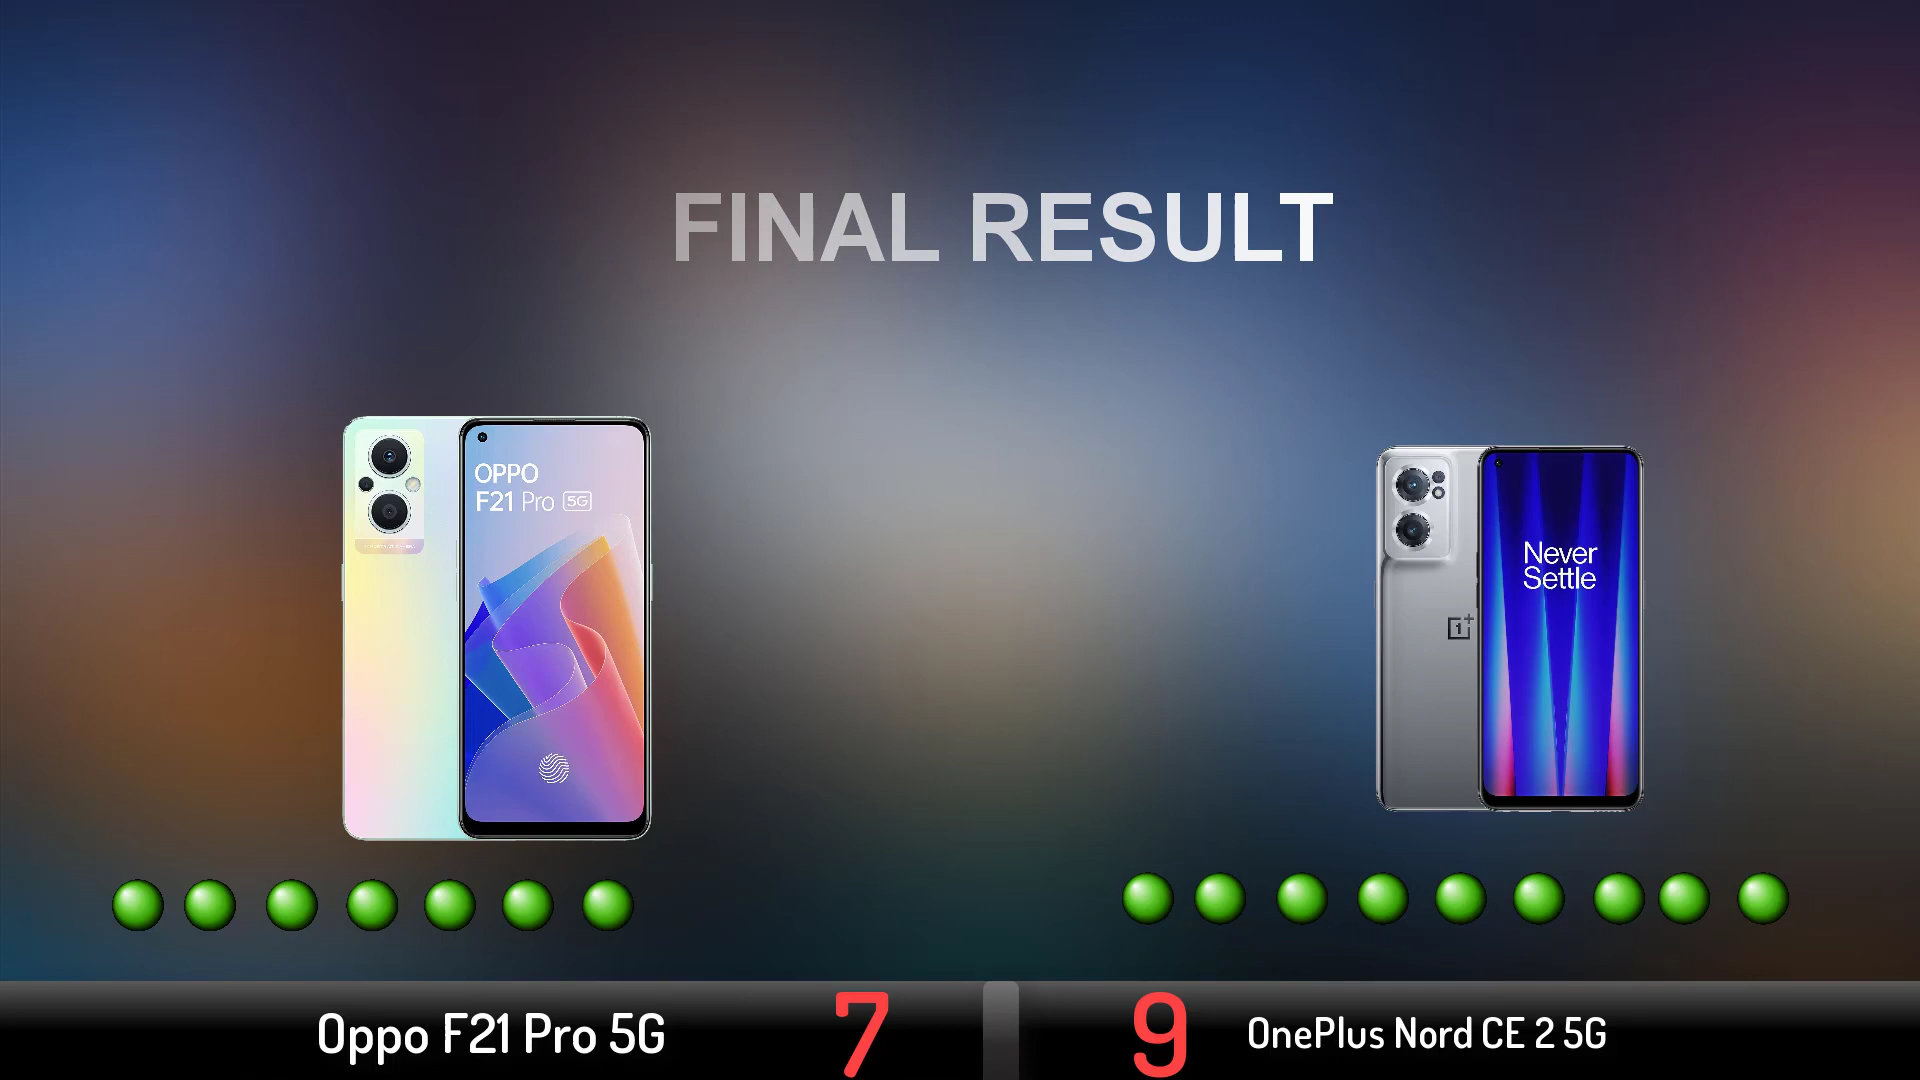 FINAL RESULT
OPPO
F21 Pro 5G
Never
Settle
1+
Oppo F21 Pro 5G
7
9
OnePlus Nord CE 2 5G